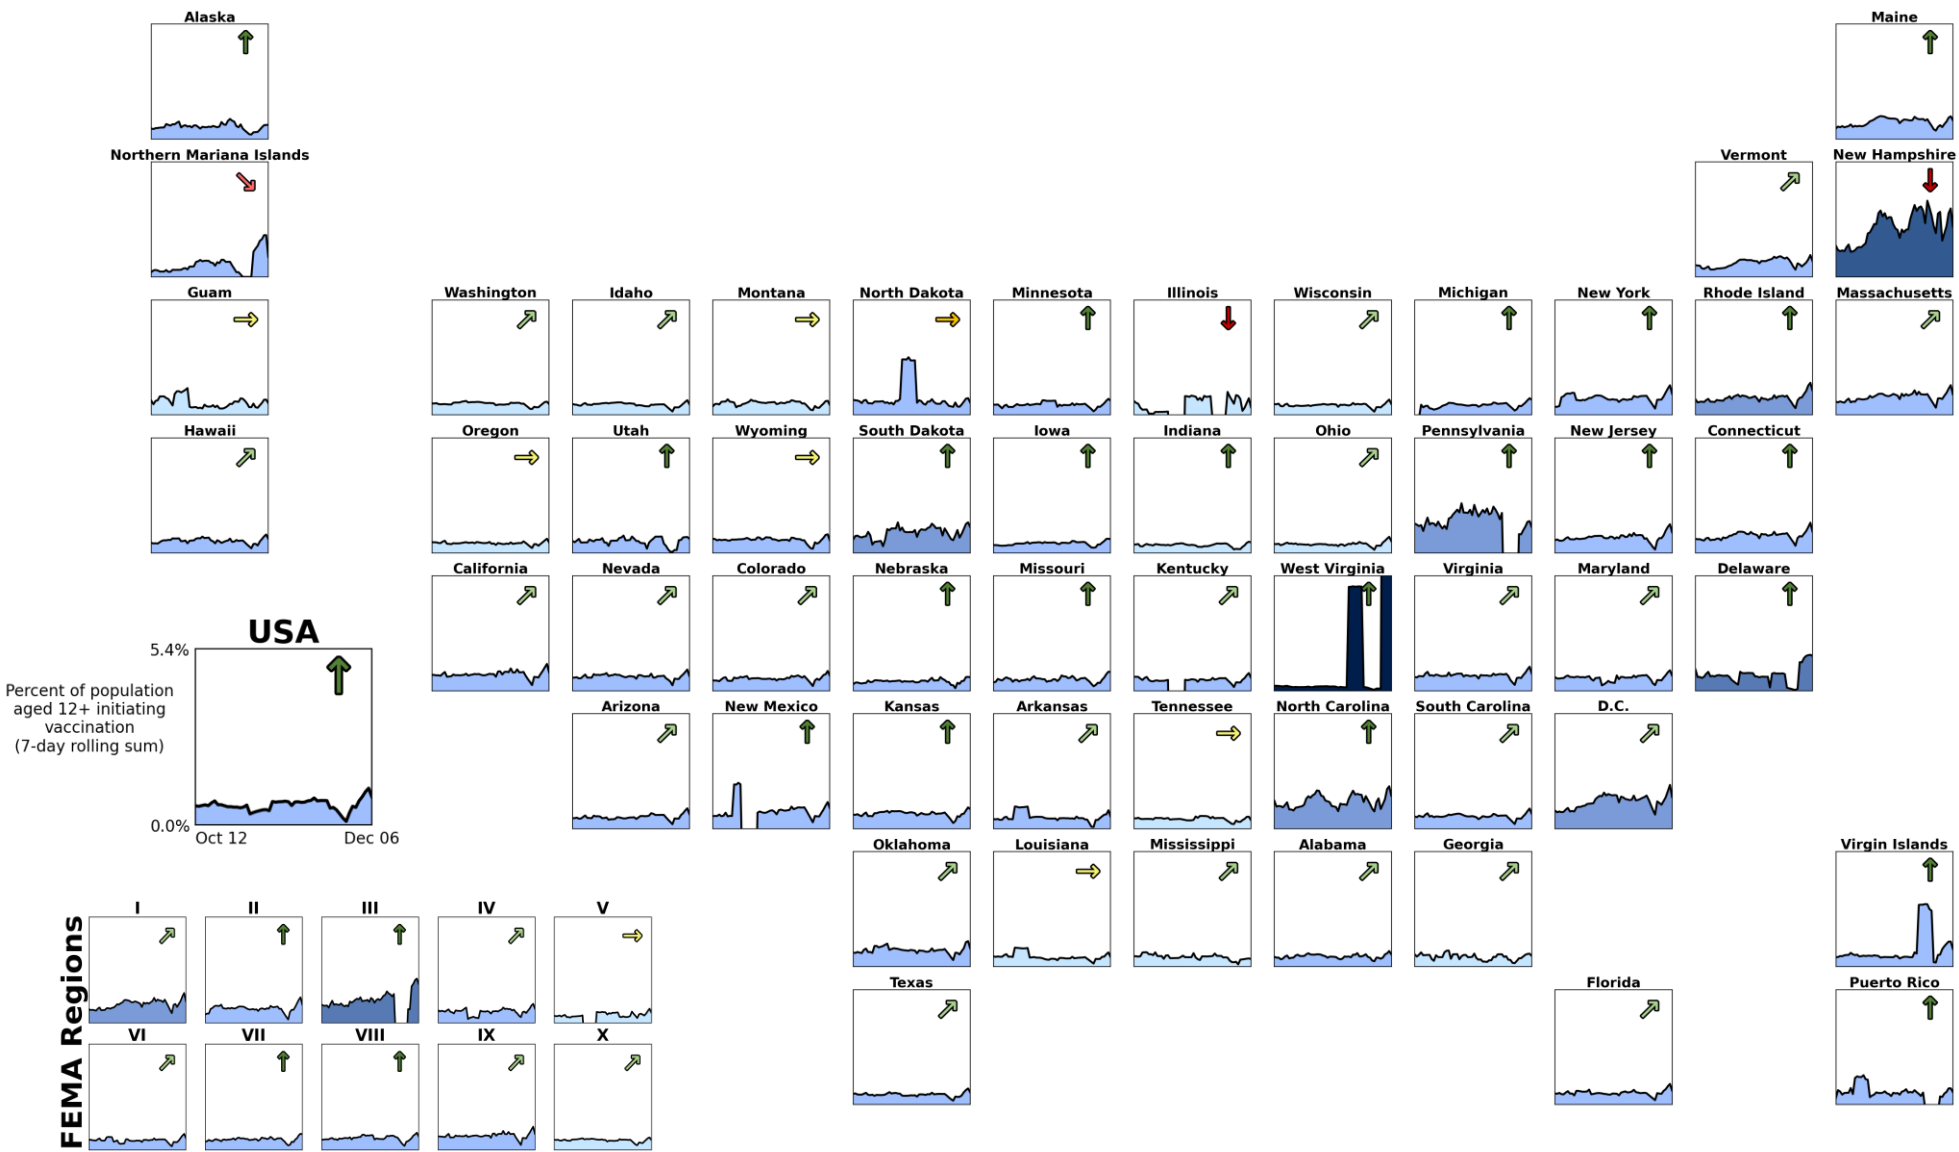 Alaska
Maine
Northern Mariana Islands
Vermont
New Hampshire
Guam
Washington
Idaho
Montana
North Dakota
Minnesota
Illinois
Wisconsin
Michigan
New York
Rhode Island
Massachusetts
Hawaii
Oregon
Utah
Wyoming
South Dakota
Iowa
Indiana
Ohio
Pennsylvania
New Jersey
Connecticut
California
Nevada
Colorado
Nebraska
Missouri
Kentucky
West Virginia
Virginia
Maryland
Delaware
USA
5.4%
Percent of population
aged 12+ initiating
vaccination
(7-day rolling sum)
0.0%
Oct 12
Dec 06
Arizona
New Mexico
Kansas
Arkansas
Tennessee
North Carolina
South Carolina
D.C.
Oklahoma
Louisiana
Mississippi
Alabama
Georgia
Virgin Islands
Texas
Florida
Puerto Rico
FEMA Regions
I
II
III
IV
V
VI
VII
VIII
IX
X